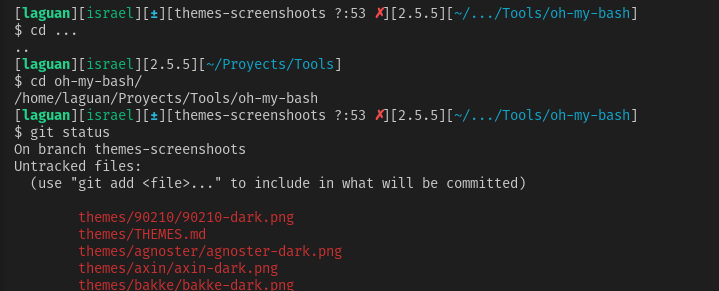 [laguan][israel][±][themes-screenshoots ?:53 ✗][2.5.5][~/.../Tools/oh-my-bash]
$ cd ...
..
[laguan][israel][2.5.5][~/Proyects/Tools]
$ cd oh-my-bash/
/home/laguan/Proyects/Tools/oh-my-bash
[laguan][israel][±][themes-screenshoots ?:53 ✗][2.5.5][~/.../Tools/oh-my-bash]
$ git status
On branch themes-screenshoots
Untracked files:
  (use "git add <file>..." to include in what will be committed)
        themes/90210/90210-dark.png
        themes/THEMES.md
        themes/agnoster/agnoster-dark.png
        themes/axin/axin-dark.png
        themes/bakke/bakke-dark.png